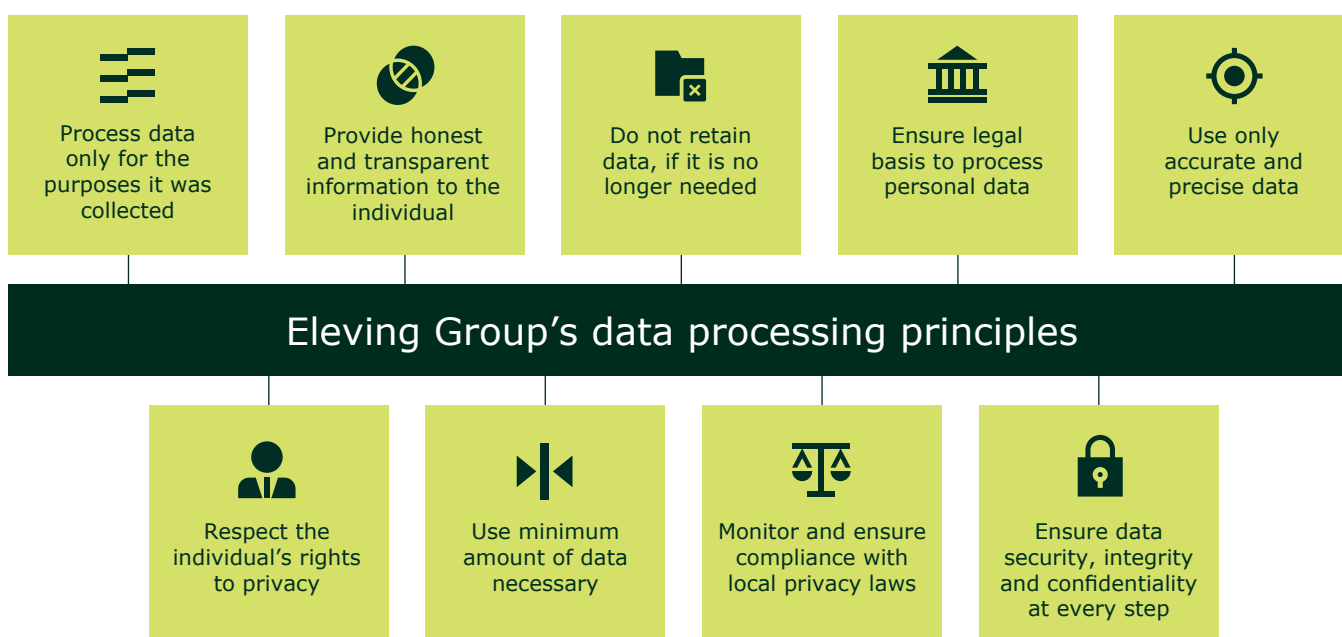 Process data
only for the
purposes it was
collected
Provide honest
and transparent
information to the
individual
Do not retain
data, if it is no
longer needed
Ensure legal
basis to process
personal data
Use only
accurate and
precise data
Eleving Group’s data processing principles
Respect the
individual’s rights
to privacy
Use minimum
amount of data
necessary
Monitor and ensure
compliance with
local privacy laws
Ensure data
security, integrity
and confidentiality
at every step